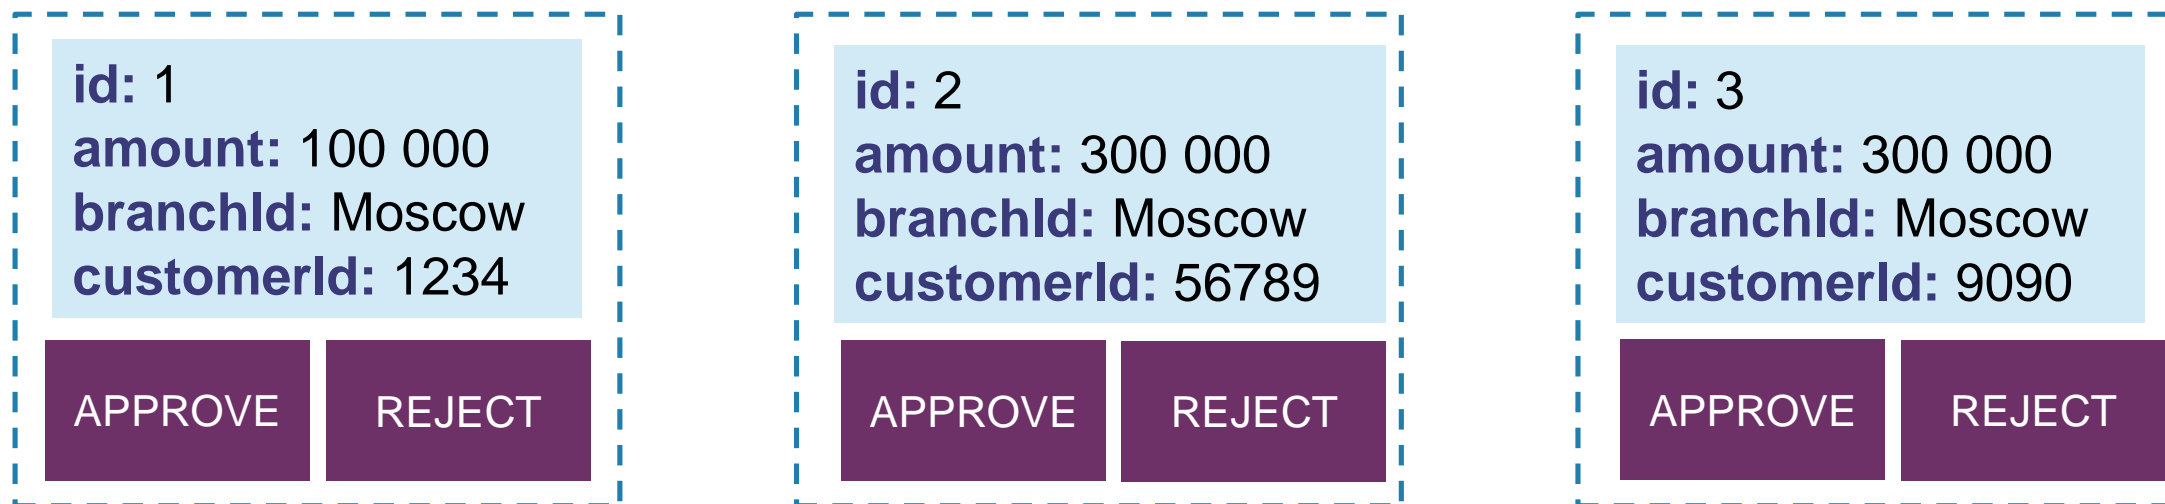 id: 1
amount: 100 000
branchId: Moscow
customerId: 1234
APPROVE
REJECT
id: 2
amount: 300 000
branchId: Moscow
customerId: 56789
APPROVE
REJECT
id: 3
amount: 300 000
branchId: Moscow
customerId: 9090
APPROVE
REJECT